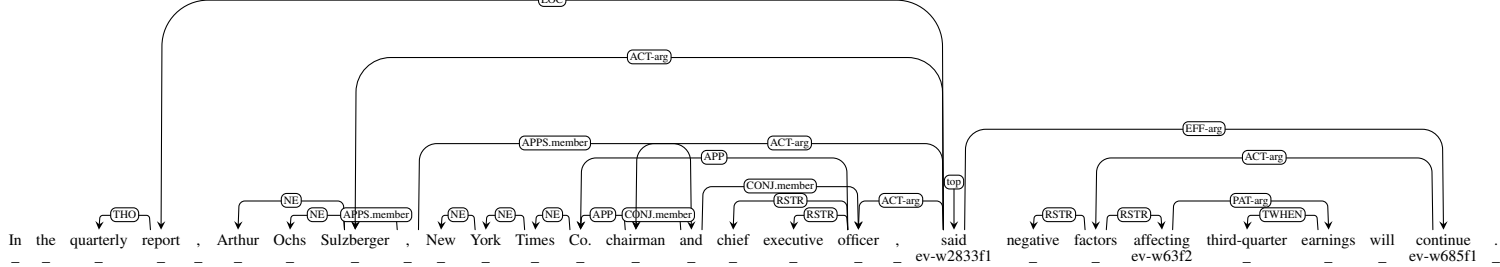 LOC
ACT-arg
EFF-arg
APPS.member ACT-arg
APP ACT-arg
top
CONJ.member
NE RSTR ACT-arg PAT-arg
THO NE APPS.member NE NE NE APP CONJ.member RSTR RSTR RSTR TWHEN
In the quarterly report , Arthur Ochs Sulzberger , New York Times Co. chairman and chief executive officer , said negative factors affecting third-quarter earnings will continue .
_ _ _ _ _ _ _ _ _ _ _ _ _ _ _ _ _ _ _ ev-w2833f1 _ _ ev-w63f2 _ _ _ ev-w685f1 _